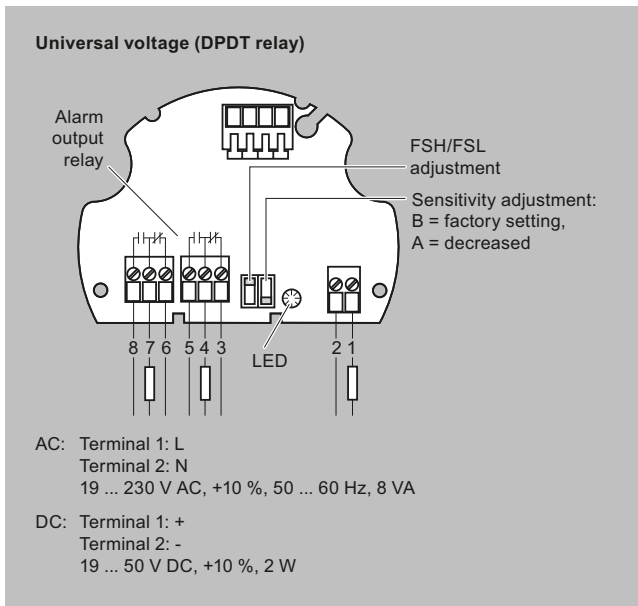 Universal voltage (DPDT relay)
Alarm
output
relay
FSH/FSL
adjustment
Sensitivity adjustment:
B = factory setting,
A = decreased
8 7 6 5 4 3 2 1
LED
AC: Terminal 1: L
Terminal 2: N
19 ... 230 V AC, +10 %, 50 ... 60 Hz, 8 VA
DC: Terminal 1: +
Terminal 2: -
19 ... 50 V DC, +10 %, 2 W